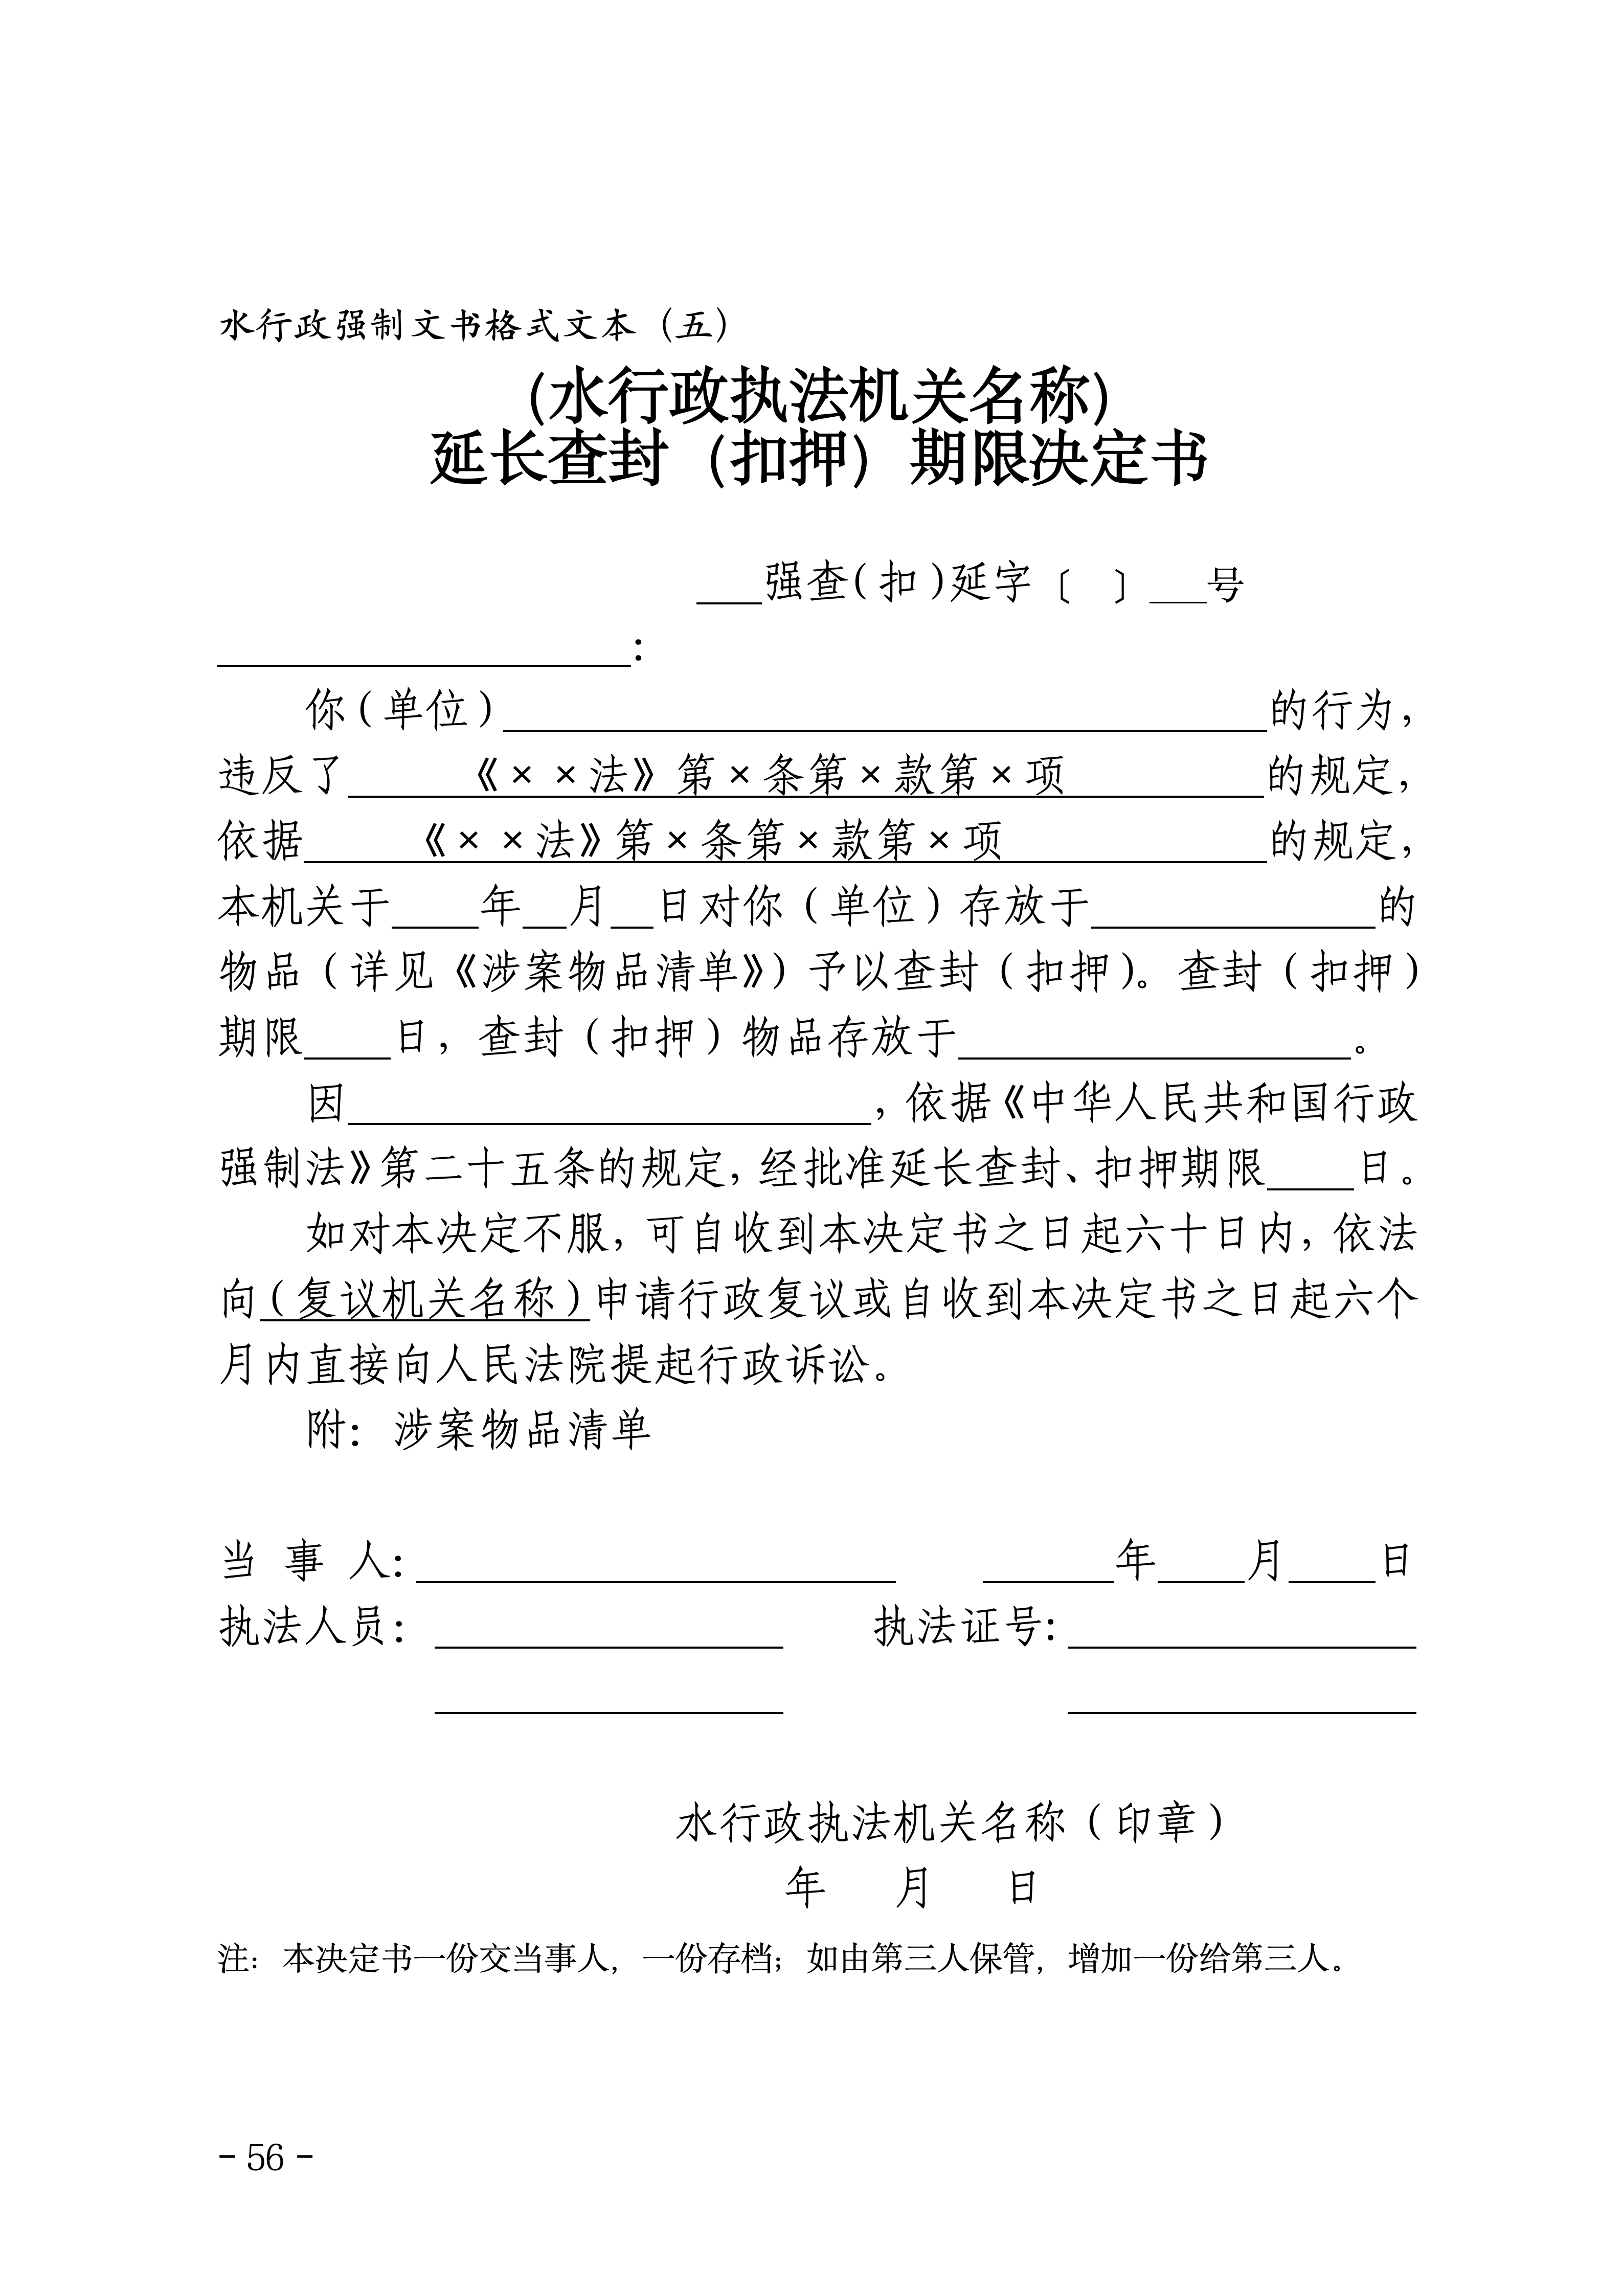 水行政强制文书格式文本（五）
（水行政执法机关名称）
延长查封（扣押）期限决定书
___强查(扣)延字〔 〕___号
___________________：
你（单位）___________________________________的行为，
违反了______《××法》第×条第×款第×项_________的规定，
依据_____《××法》第×条第×款第×项____________的规定，
本机关于____年__月__日对你（单位）存放于_____________的
物品（详见《涉案物品清单》）予以查封（扣押）。查封（扣押）
期限____日，查封（扣押）物品存放于__________________。
因________________________，依据《中华人民共和国行政
强制法》第二十五条的规定，经批准延长查封、扣押期限____日。
如对本决定不服，可自收到本决定书之日起六十日内，依法
向（复议机关名称）申请行政复议或自收到本决定书之日起六个
月内直接向人民法院提起行政诉讼。
附：涉案物品清单
当 事 人：______________________ ______年____月____日
执法人员：________________ 执法证号：________________
________________ ________________
水行政执法机关名称（印章）
年 月 日
注：本决定书一份交当事人，一份存档；如由第三人保管，增加一份给第三人。
- 56 -